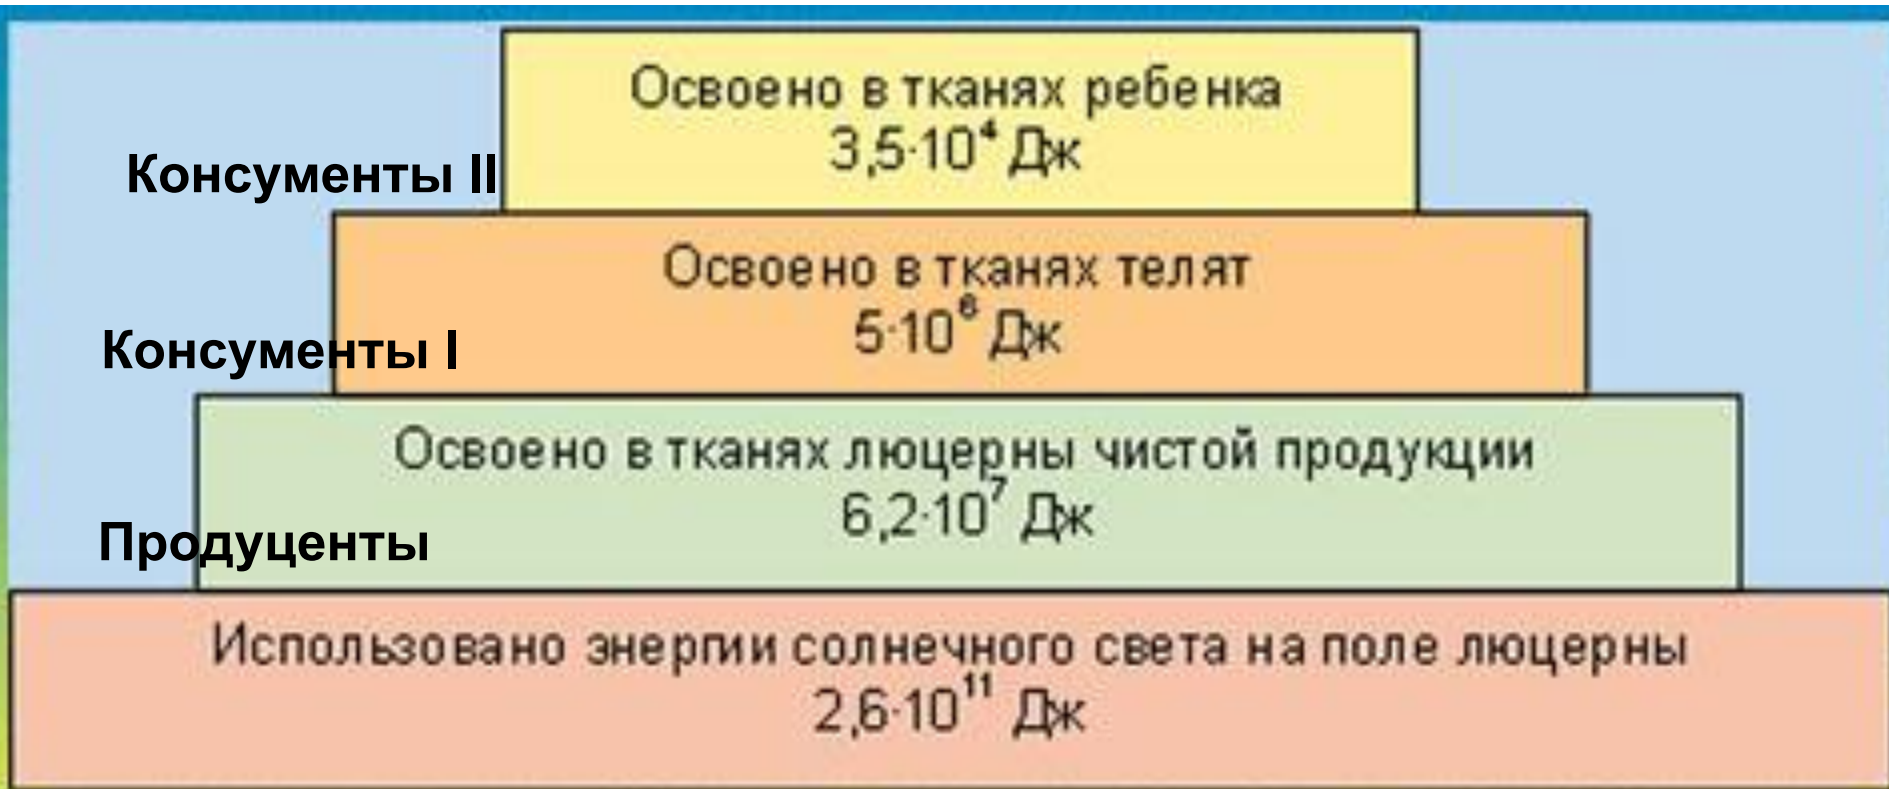 Освоено в тканях ребенка
3,5·10⁴ Дж
Консументы II
Освоено в тканях телят
5·10⁶ Дж
Консументы I
Освоено в тканях люцерны чистой продукции
6,2·10⁷ Дж
Продуценты
Использовано энергии солнечного света на поле люцерны
2,6·10¹¹ Дж